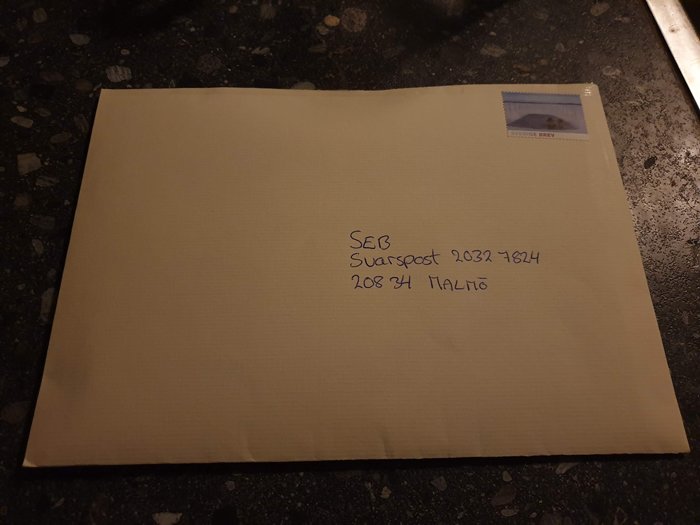 SVERIGE BREV
SEB
Svarspost 2032 7824
208 34 MALMÖ